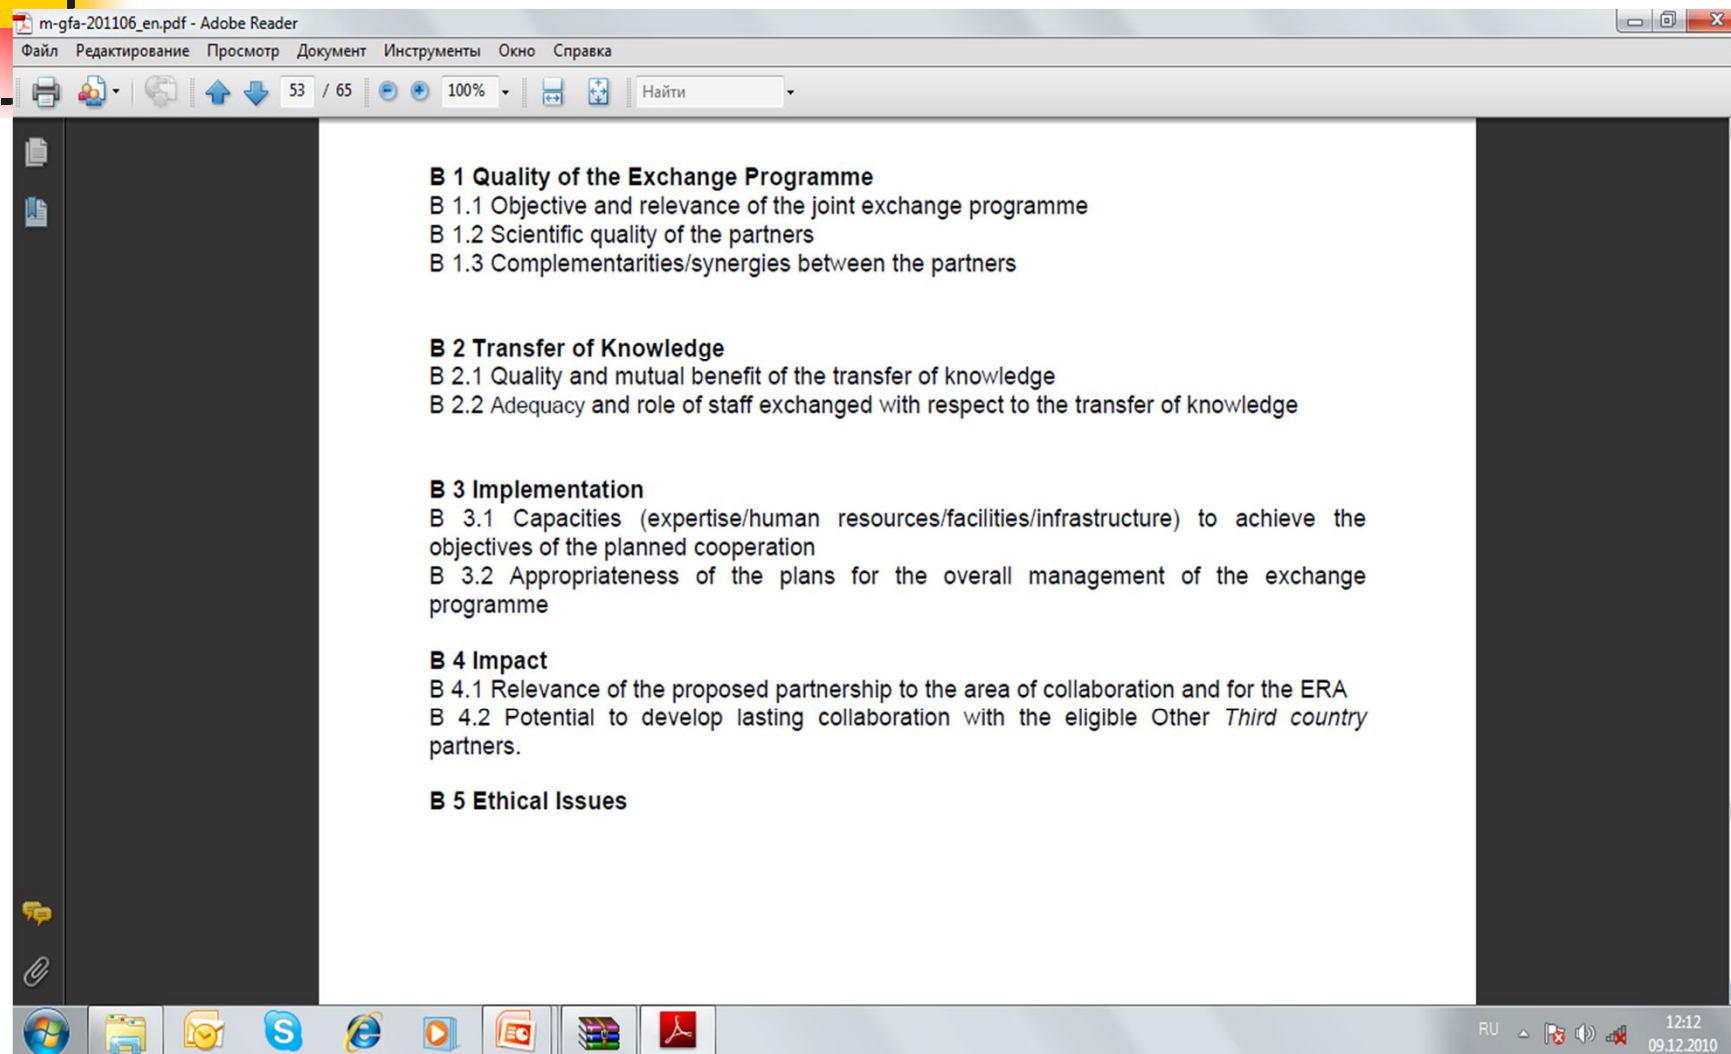 m-gfa-201106_en.pdf - Adobe Reader
Файл Редактирование Просмотр Документ Инструменты Окно Справка
53 / 65 100% Найти
B 1 Quality of the Exchange Programme
B 1.1 Objective and relevance of the joint exchange programme
B 1.2 Scientific quality of the partners
B 1.3 Complementarities/synergies between the partners
B 2 Transfer of Knowledge
B 2.1 Quality and mutual benefit of the transfer of knowledge
B 2.2 Adequacy and role of staff exchanged with respect to the transfer of knowledge
B 3 Implementation
B 3.1 Capacities (expertise/human resources/facilities/infrastructure) to achieve the
objectives of the planned cooperation
B 3.2 Appropriateness of the plans for the overall management of the exchange
programme
B 4 Impact
B 4.1 Relevance of the proposed partnership to the area of collaboration and for the ERA
B 4.2 Potential to develop lasting collaboration with the eligible Other Third country
partners.
B 5 Ethical Issues
RU 12:12
09.12.2010